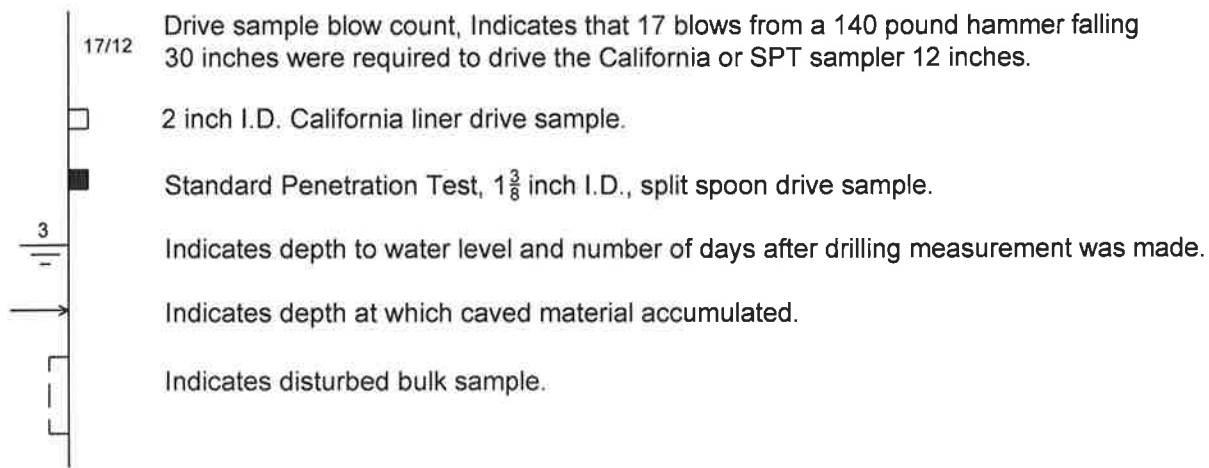 17/12 Drive sample blow count, Indicates that 17 blows from a 140 pound hammer falling
30 inches were required to drive the California or SPT sampler 12 inches.
2 inch I.D. California liner drive sample.
Standard Penetration Test, 1⅜ inch I.D., split spoon drive sample.
3 Indicates depth to water level and number of days after drilling measurement was made.
Indicates depth at which caved material accumulated.
Indicates disturbed bulk sample.